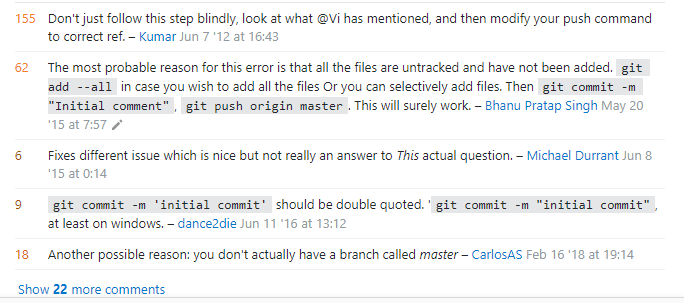 155 Don't just follow this step blindly, look at what @Vi has mentioned, and then modify your push command
to correct ref. – Kumar Jun 7 '12 at 16:43
62 The most probable reason for this error is that all the files are untracked and have not been added. git
add --all in case you wish to add all the files Or you can selectively add files. Then git commit -m
"Initial comment" , git push origin master . This will surely work. – Bhanu Pratap Singh May 20
'15 at 7:57
6 Fixes different issue which is nice but not really an answer to This actual question. – Michael Durrant Jun 8
'15 at 0:14
9 git commit -m 'initial commit' should be double quoted. ' git commit -m "initial commit" ,
at least on windows. – dance2die Jun 11 '16 at 13:12
18 Another possible reason: you don't actually have a branch called master – CarlosAS Feb 16 '18 at 19:14
Show 22 more comments